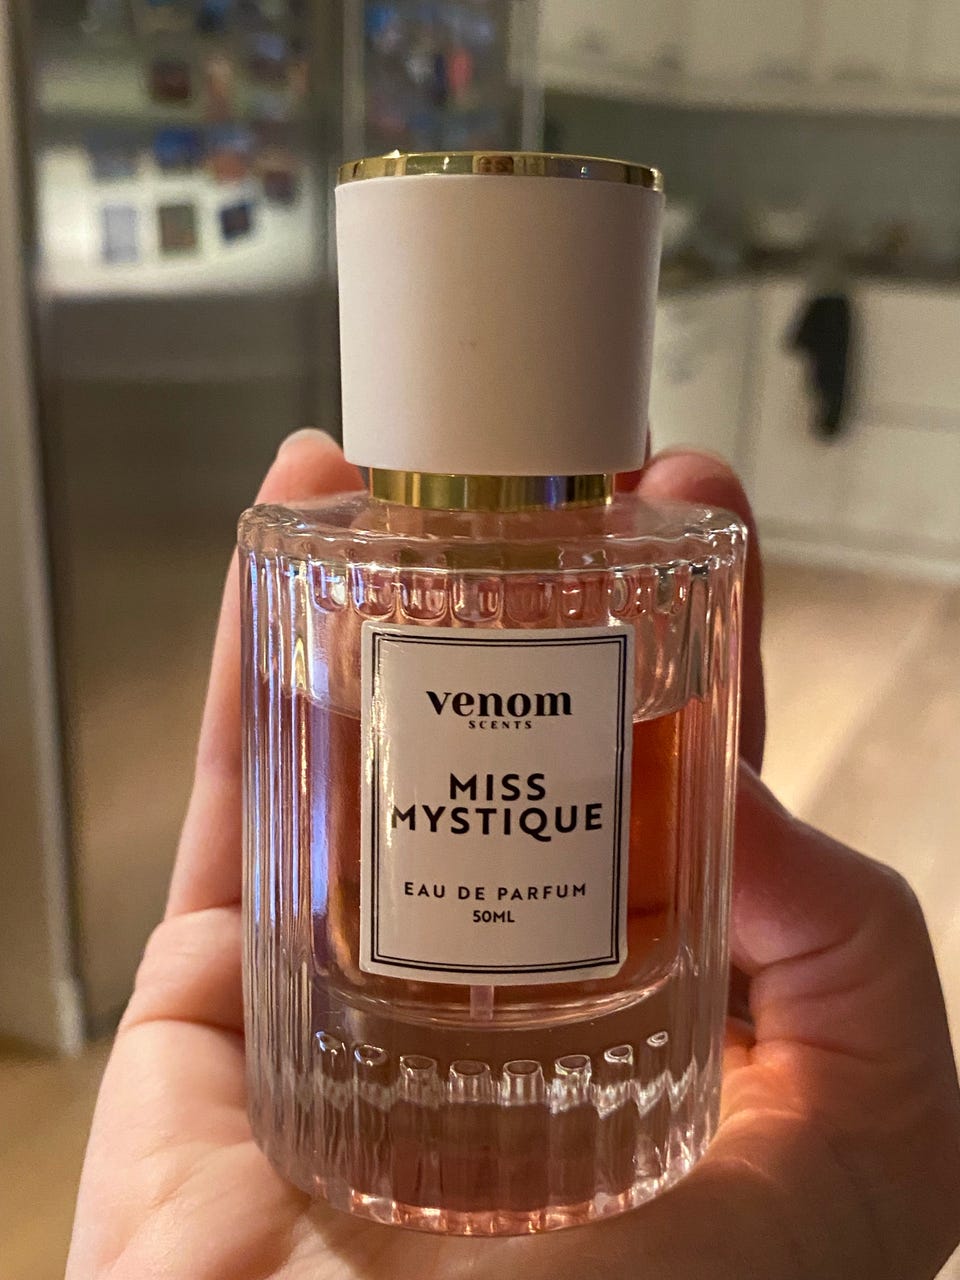 venom
SCENTS
MISS
MYSTIQUE
EAU DE PARFUM
50ML